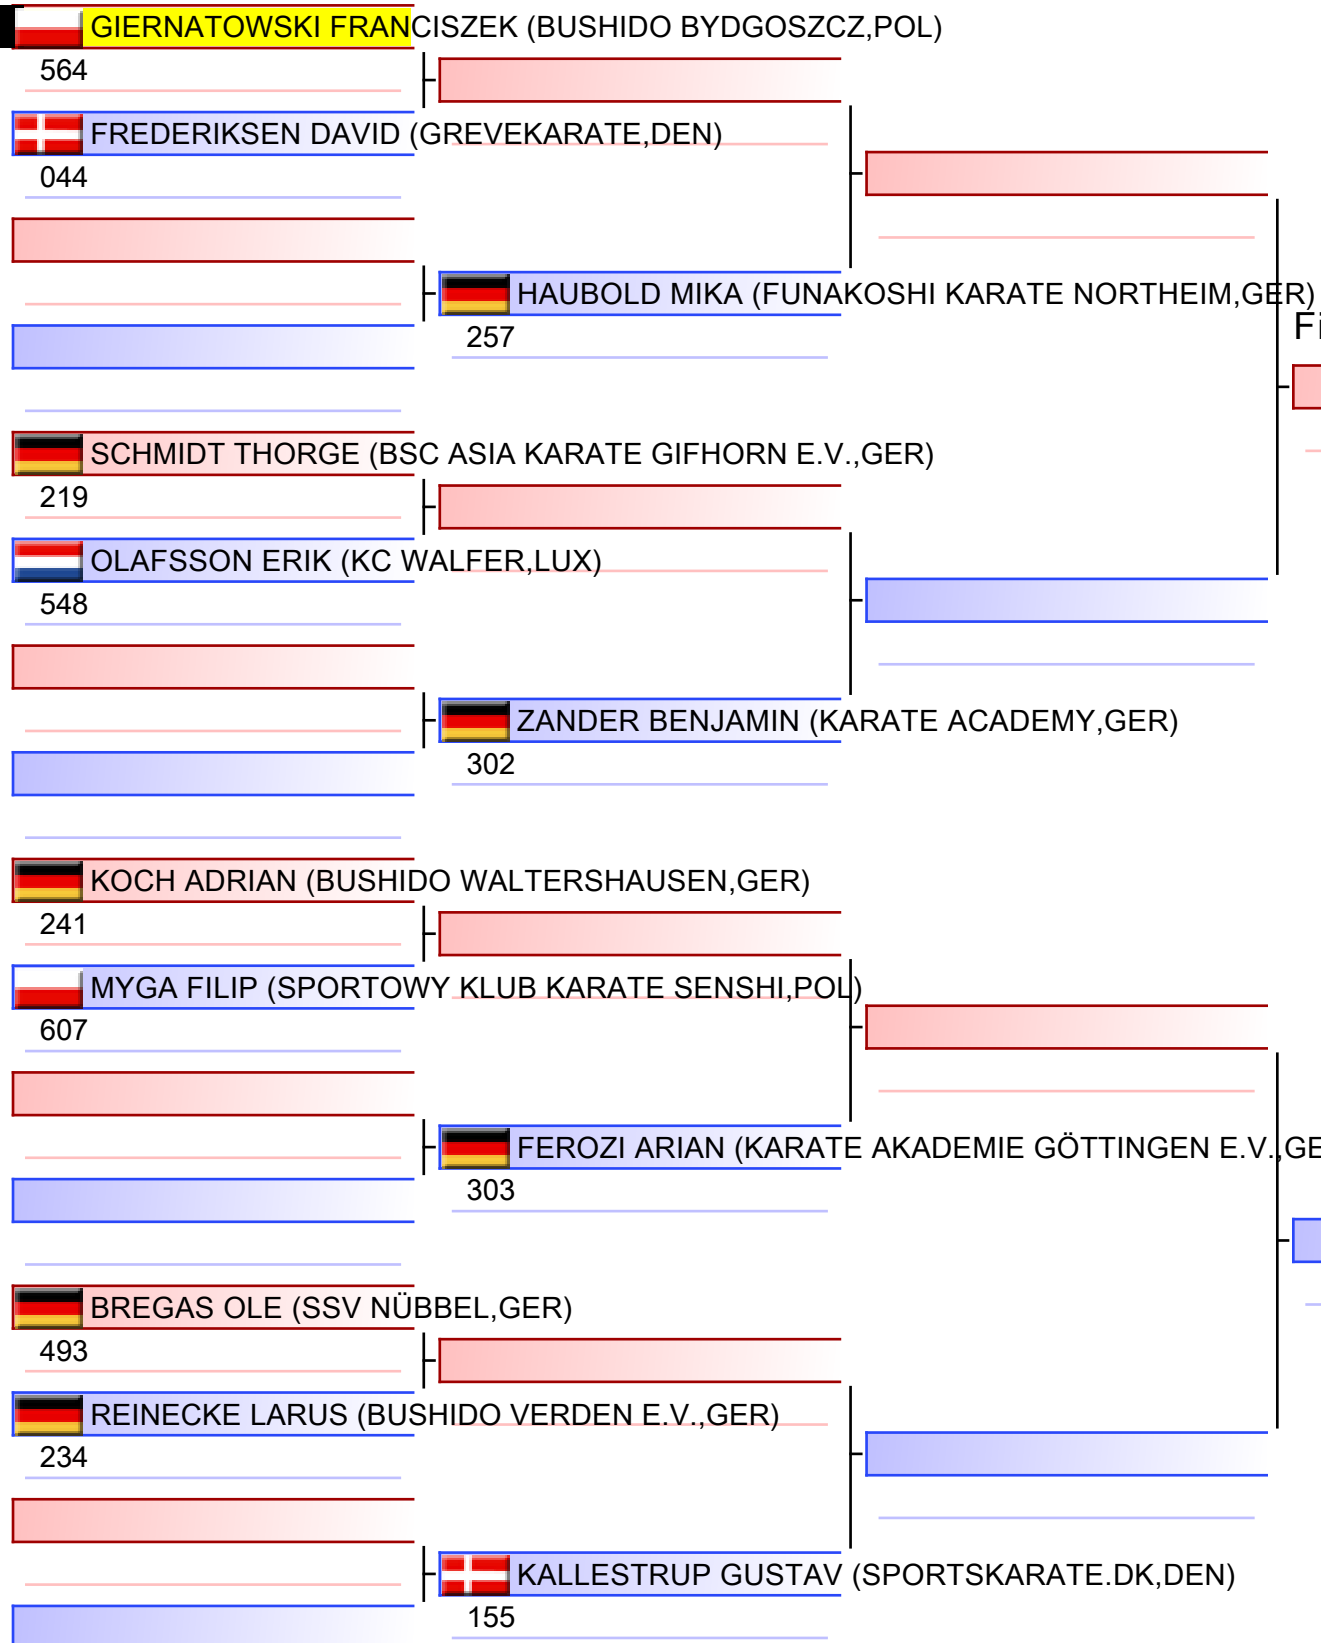 GIERNATOWSKI FRANCISZEK (BUSHIDO BYDGOSZCZ,POL)
564
FREDERIKSEN DAVID (GREVEKARATE,DEN)
044
HAUBOLD MIKA (FUNAKOSHI KARATE NORTHEIM,GER)
257
Fi
SCHMIDT THORGE (BSC ASIA KARATE GIFHORN E.V.,GER)
219
OLAFSSON ERIK (KC WALFER,LUX)
548
ZANDER BENJAMIN (KARATE ACADEMY,GER)
302
KOCH ADRIAN (BUSHIDO WALTERSHAUSEN,GER)
241
MYGA FILIP (SPORTOWY KLUB KARATE SENSHI,POL)
607
FEROZI ARIAN (KARATE AKADEMIE GÖTTINGEN E.V.,GE
303
BREGAS OLE (SSV NÜBBEL,GER)
493
REINECKE LARUS (BUSHIDO VERDEN E.V.,GER)
234
KALLESTRUP GUSTAV (SPORTSKARATE.DK,DEN)
155